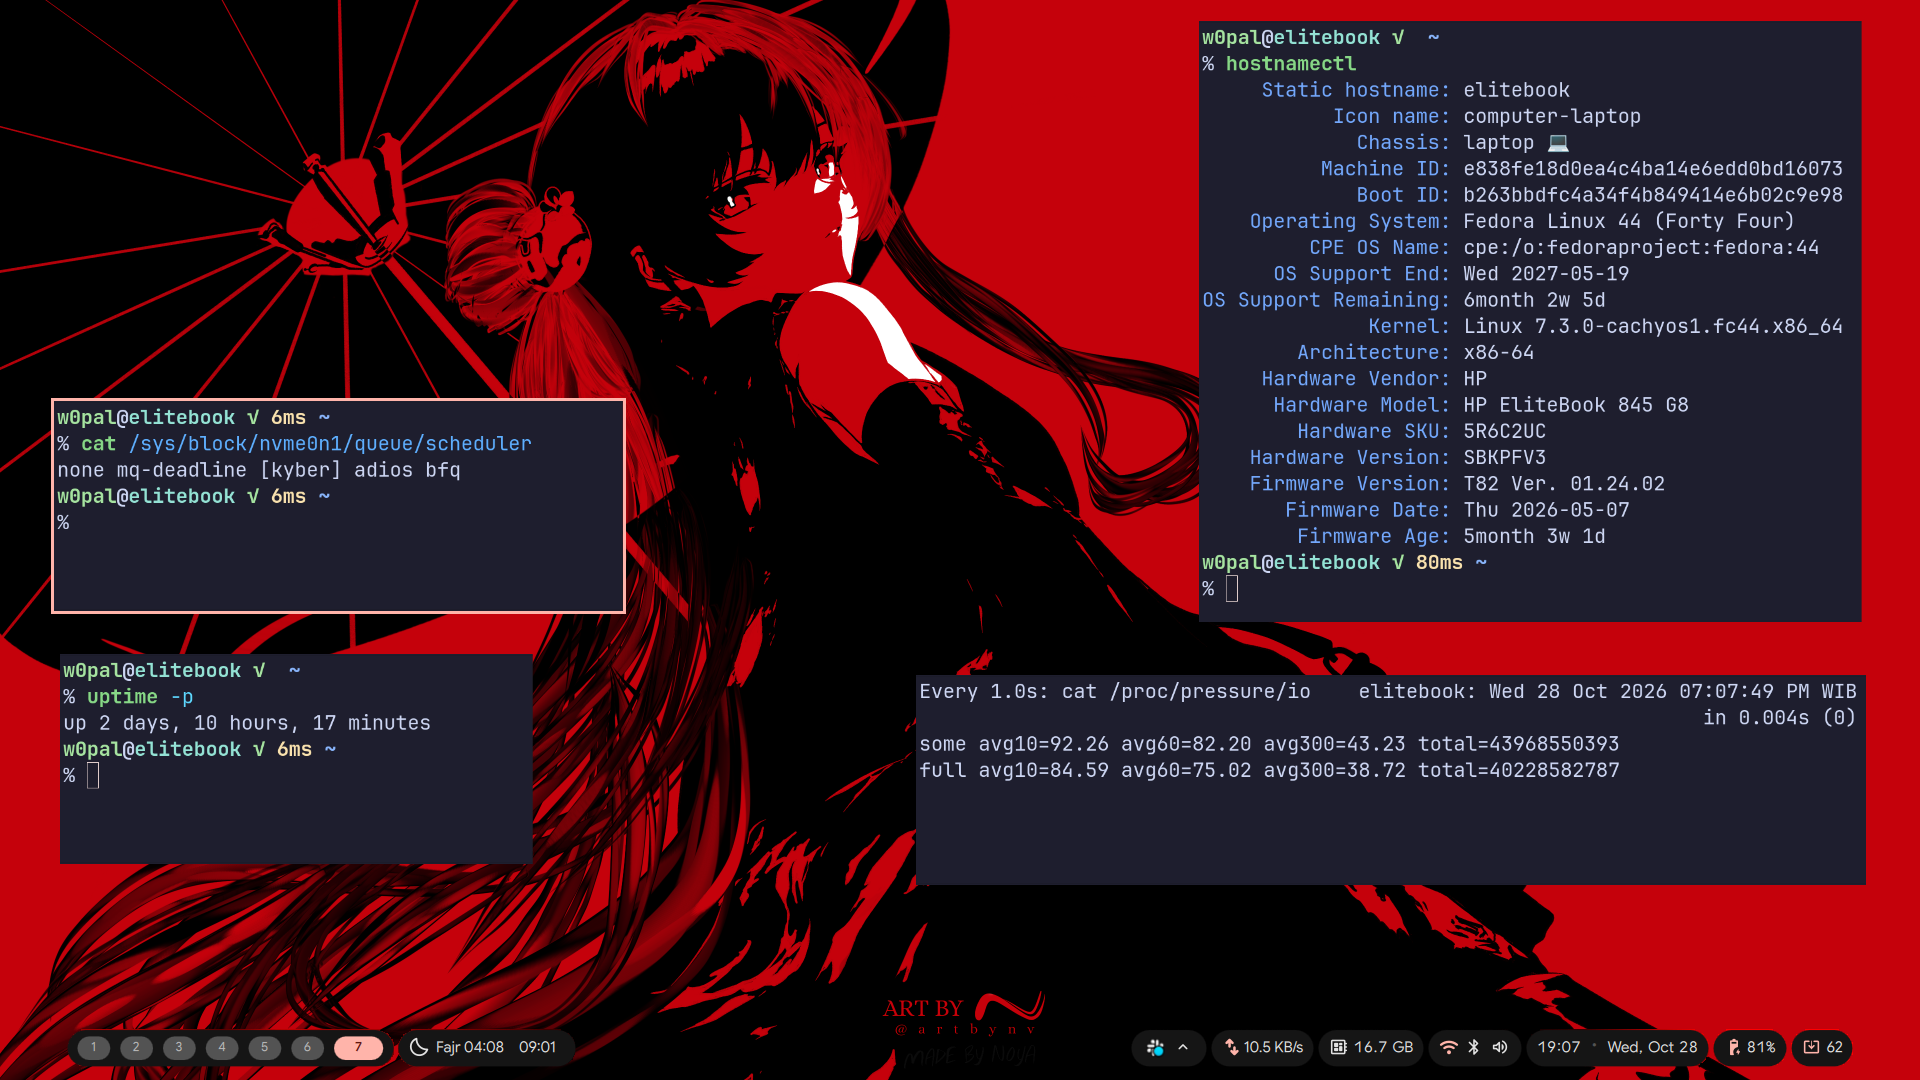 w0pal@elitebook √  ~
% hostnamectl
Static hostname: elitebook
Icon name: computer-laptop
Chassis: laptop 💻
Machine ID: e838fe18d0ea4c4ba14e6edd0bd16073
Boot ID: b263bbdfc4a34f4b849414e6b02c9e98
Operating System: Fedora Linux 44 (Forty Four)
CPE OS Name: cpe:/o:fedoraproject:fedora:44
OS Support End: Wed 2027-05-19
OS Support Remaining: 6month 2w 5d
Kernel: Linux 7.3.0-cachyos1.fc44.x86_64
Architecture: x86-64
Hardware Vendor: HP
Hardware Model: HP EliteBook 845 G8
Hardware SKU: 5R6C2UC
Hardware Version: SBKPFV3
Firmware Version: T82 Ver. 01.24.02
Firmware Date: Thu 2026-05-07
Firmware Age: 5month 3w 1d
w0pal@elitebook √ 80ms ~
%
w0pal@elitebook √ 6ms ~
% cat /sys/block/nvme0n1/queue/scheduler
none mq-deadline [kyber] adios bfq
w0pal@elitebook √ 6ms ~
%
w0pal@elitebook √  ~
% uptime -p
up 2 days, 10 hours, 17 minutes
w0pal@elitebook √ 6ms ~
%
Every 1.0s: cat /proc/pressure/io    elitebook: Wed 28 Oct 2026 07:07:49 PM WIB
in 0.004s (0)
some avg10=92.26 avg60=82.20 avg300=43.23 total=43968550393
full avg10=84.59 avg60=75.02 avg300=38.72 total=40228582787
ART BY
@artbynv
MADE BY NOYA
1 2 3 4 5 6 7 Fajr 04:08 09:01 10.5 KB/s 16.7 GB 19:07 • Wed, Oct 28 81% 62